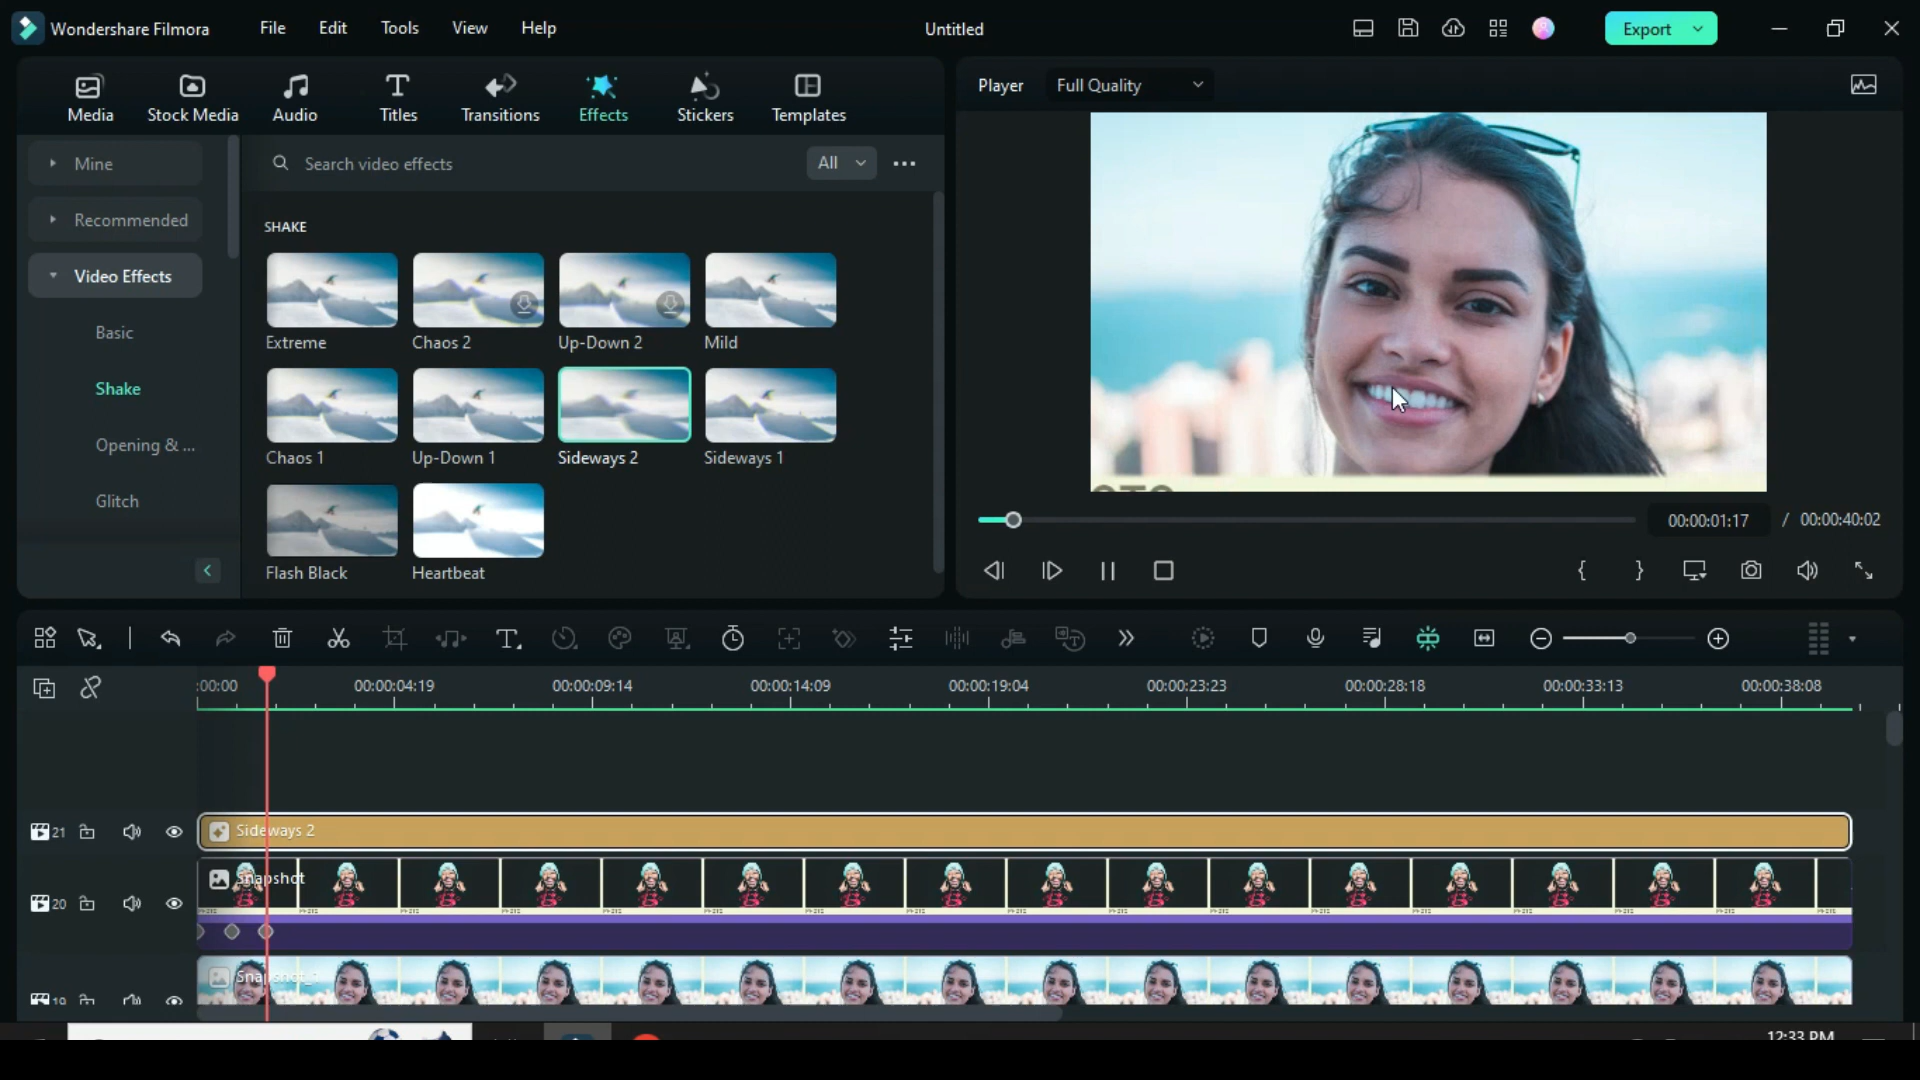 Wondershare Filmora File Edit Tools View Help Untitled Export
Media Stock Media Audio Titles Transitions Effects Stickers Templates
Player Full Quality
Mine
Search video effects All
Recommended
SHAKE
Video Effects
Basic
Extreme Chaos 2 Up-Down 2 Mild
Shake
Opening & ...
Chaos 1 Up-Down 1 Sideways 2 Sideways 1
Glitch
Flash Black Heartbeat
00:00:01:17 / 00:00:40:02
:00:00 00:00:04:19 00:00:09:14 00:00:14:09 00:00:19:04 00:00:23:23 00:00:28:18 00:00:33:13 00:00:38:08
21 Sideways 2
Snapshot
20
19
12:33 PM